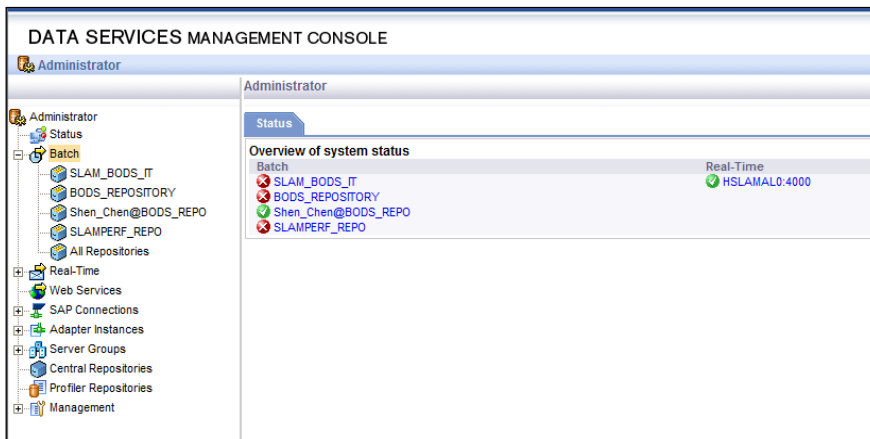 DATA SERVICES MANAGEMENT CONSOLE
Administrator
Administrator
Administrator
Status
Batch
SLAM_BODS_IT
BODS_REPOSITORY
Shen_Chen@BODS_REPO
SLAMPERF_REPO
All Repositories
Real-Time
Web Services
SAP Connections
Adapter Instances
Server Groups
Central Repositories
Profiler Repositories
Management
Status
Overview of system status
Batch Real-Time
SLAM_BODS_IT HSLAMAL0:4000
BODS_REPOSITORY
Shen_Chen@BODS_REPO
SLAMPERF_REPO